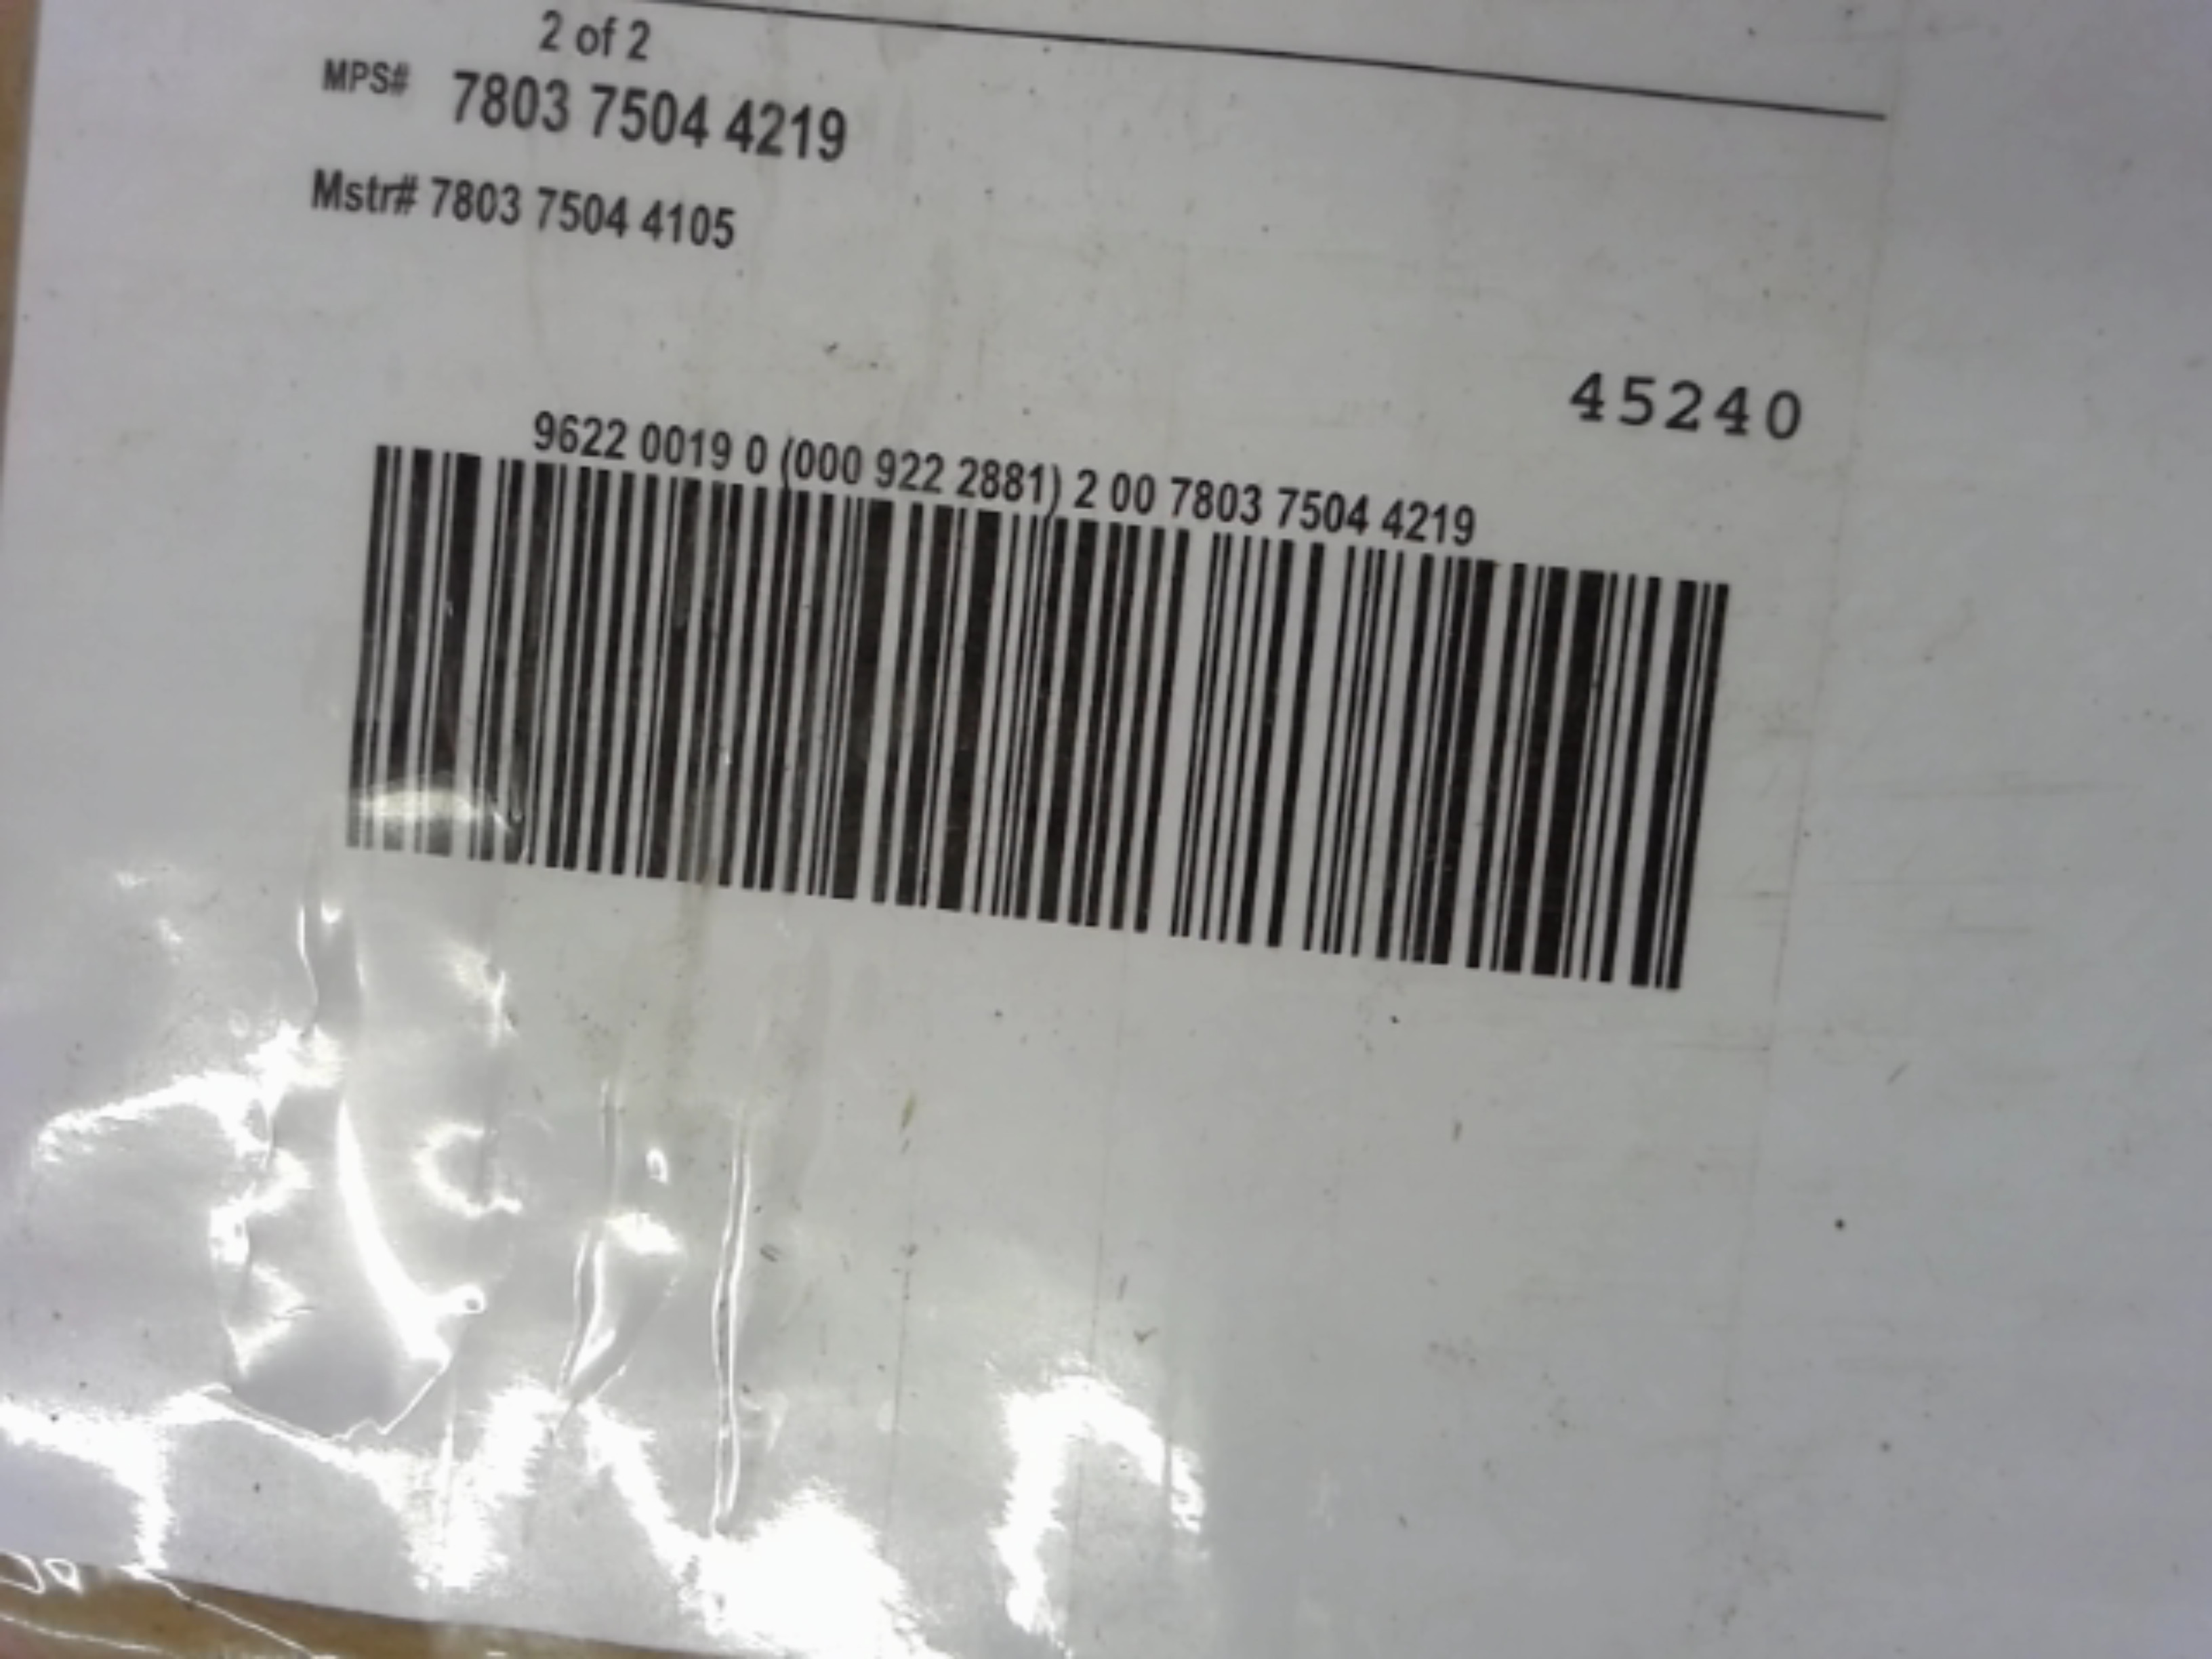 2 of 2
MPS# 7803 7504 4219
Mstr# 7803 7504 4105
45240
9622 0019 0 (000 922 2881) 2 00 7803 7504 4219